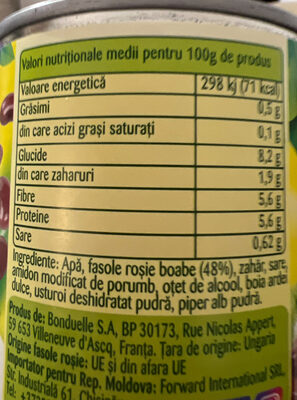 Valori nutriționale medii pentru 100g de produs
Valoare energetică 298 kj (71 kcal)
Grăsimi 0,5 g
din care acizi grași saturați 0,1 g
Glucide 8,2 g
din care zaharuri 1,9 g
Fibre 5,6 g
Proteine 5,6 g
Sare 0,62 g
Ingrediente: Apă, fasole roșie boabe (48%), zahăr, sare,
amidon modificat de porumb, oțet de alcool, boia ardei
dulce, usturoi deshidratat pudră, piper alb pudră.
Produs de: Bonduelle S.A, BP 30173, Rue Nicolas Appert,
59 653 Villeneuve d'Ascq, Franța. Țara de origine: Ungaria
Origine fasole roșie: UE și din afara UE
Importator pentru Rep. Moldova: Forward International SRL,
Str. Industrială 61